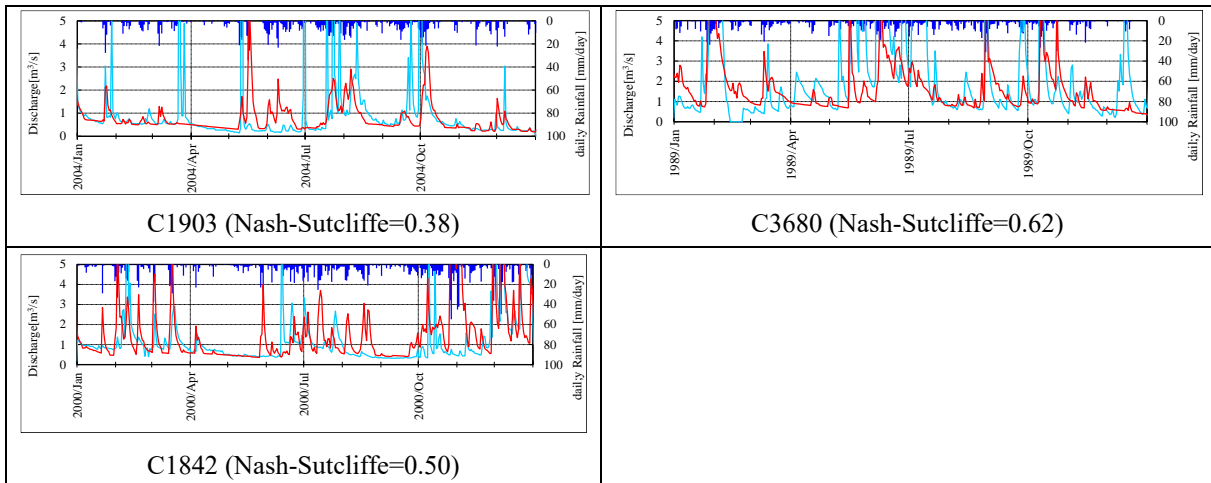 5
4
3
2
1
0
Discharge[m³/s]
0
20
40
60
80
100
dail;y Rainfall [mm/day]
2004/Jan
2004/Apr
2004/Jul
2004/Oct
C1903 (Nash-Sutcliffe=0.38)
5
4
3
2
1
0
Discharge[m³/s]
0
20
40
60
80
100
dail;y Rainfall [mm/day]
1989/Jan
1989/Apr
1989/Jul
1989/Oct
C3680 (Nash-Sutcliffe=0.62)
5
4
3
2
1
0
Discharge[m³/s]
0
20
40
60
80
100
dail;y Rainfall [mm/day]
2000/Jan
2000/Apr
2000/Jul
2000/Oct
C1842 (Nash-Sutcliffe=0.50)